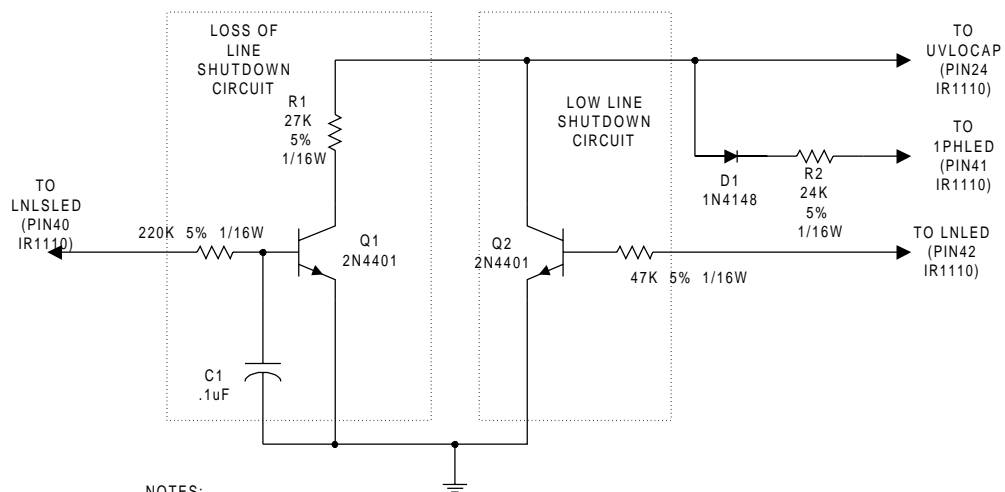 LOSS OF
LINE
SHUTDOWN
CIRCUIT
R1
27K
5%
1/16W
LOW LINE
SHUTDOWN
CIRCUIT
TO
UVLOCAP
(PIN24
IR1110)
TO
1PHLED
(PIN41
IR1110)
D1
1N4148
R2
24K
5%
1/16W
TO
LNLSLED
(PIN40
IR1110)
220K 5% 1/16W
Q1
2N4401
Q2
2N4401
47K 5% 1/16W
TO LNLED
(PIN42
IR1110)
C1
.1uF
NOTES: